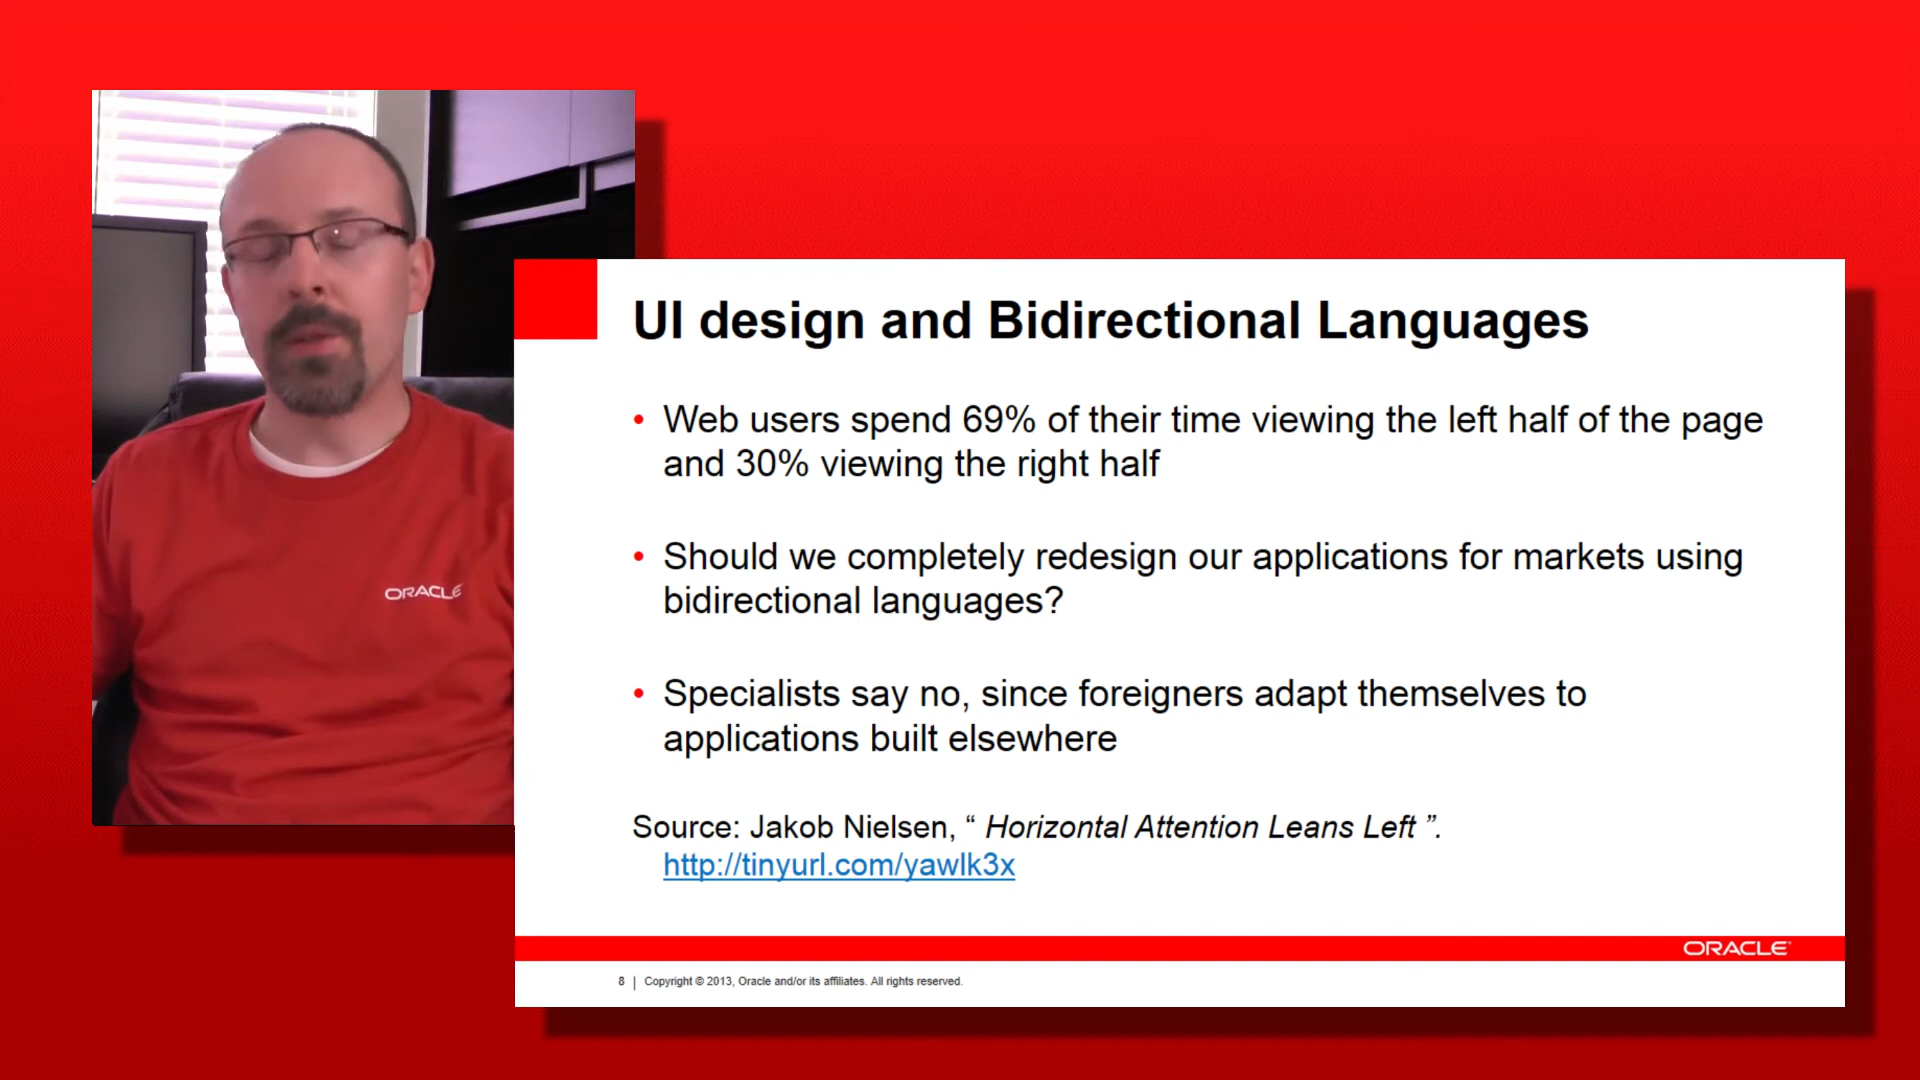 ORACLE
UI design and Bidirectional Languages
• Web users spend 69% of their time viewing the left half of the page
and 30% viewing the right half
• Should we completely redesign our applications for markets using
bidirectional languages?
• Specialists say no, since foreigners adapt themselves to
applications built elsewhere
Source: Jakob Nielsen, “ Horizontal Attention Leans Left ”.
http://tinyurl.com/yawlk3x
ORACLE
8 | Copyright © 2013, Oracle and/or its affiliates. All rights reserved.